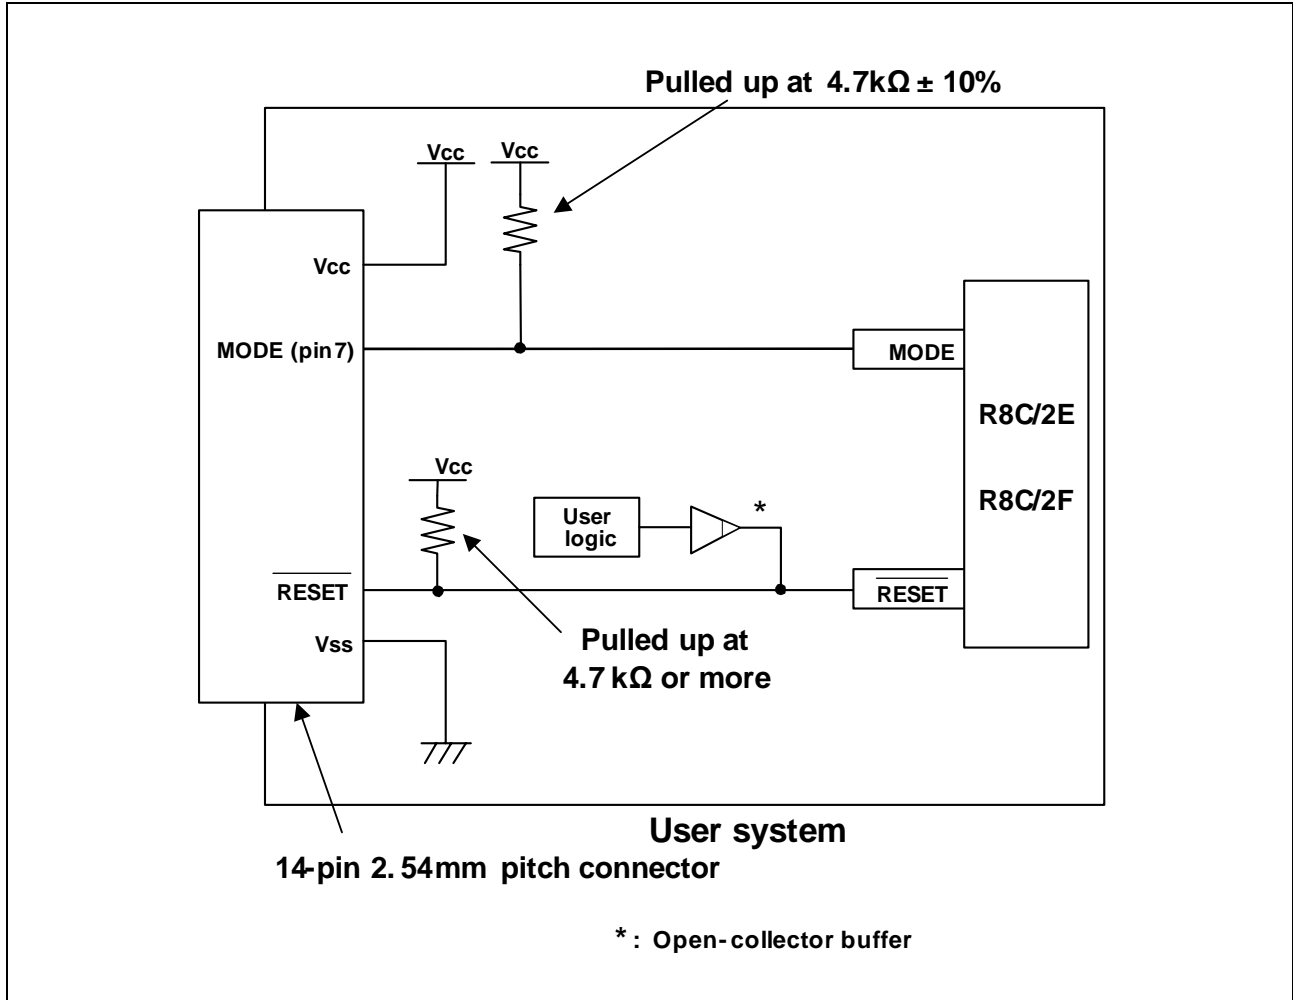 Pulled up at 4.7kΩ ± 10%
Vcc
Vcc
Vcc
MODE (pin7)
MODE
R8C/2E
R8C/2F
Vcc
User
logic
*
RESET
RESET
Vss
Pulled up at
4.7 kΩ or more
User system
14-pin 2.54mm pitch connector
* : Open-collector buffer